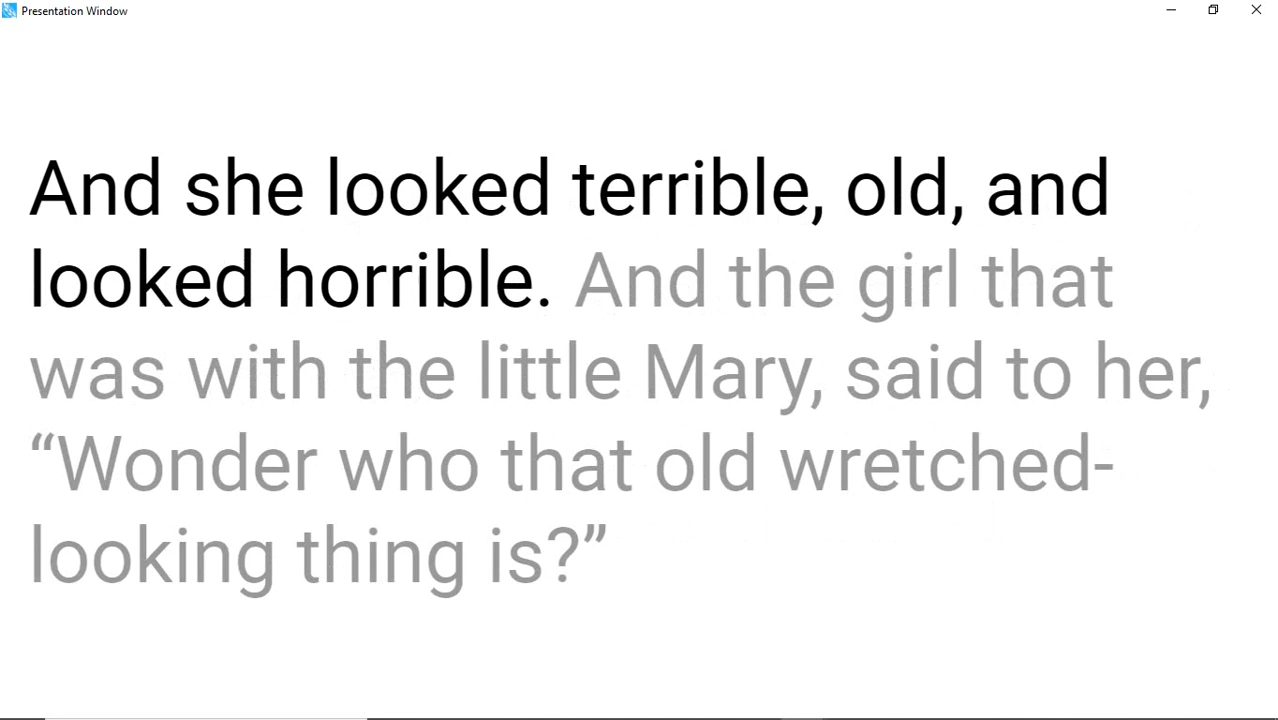 Presentation Window
And she looked terrible, old, and
looked horrible. And the girl that
was with the little Mary, said to her,
“Wonder who that old wretched-
looking thing is?”